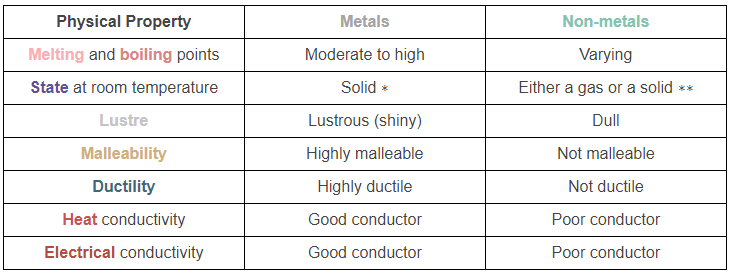 Physical Property Metals Non-metals
Melting and boiling points Moderate to high Varying
State at room temperature Solid * Either a gas or a solid **
Lustre Lustrous (shiny) Dull
Malleability Highly malleable Not malleable
Ductility Highly ductile Not ductile
Heat conductivity Good conductor Poor conductor
Electrical conductivity Good conductor Poor conductor